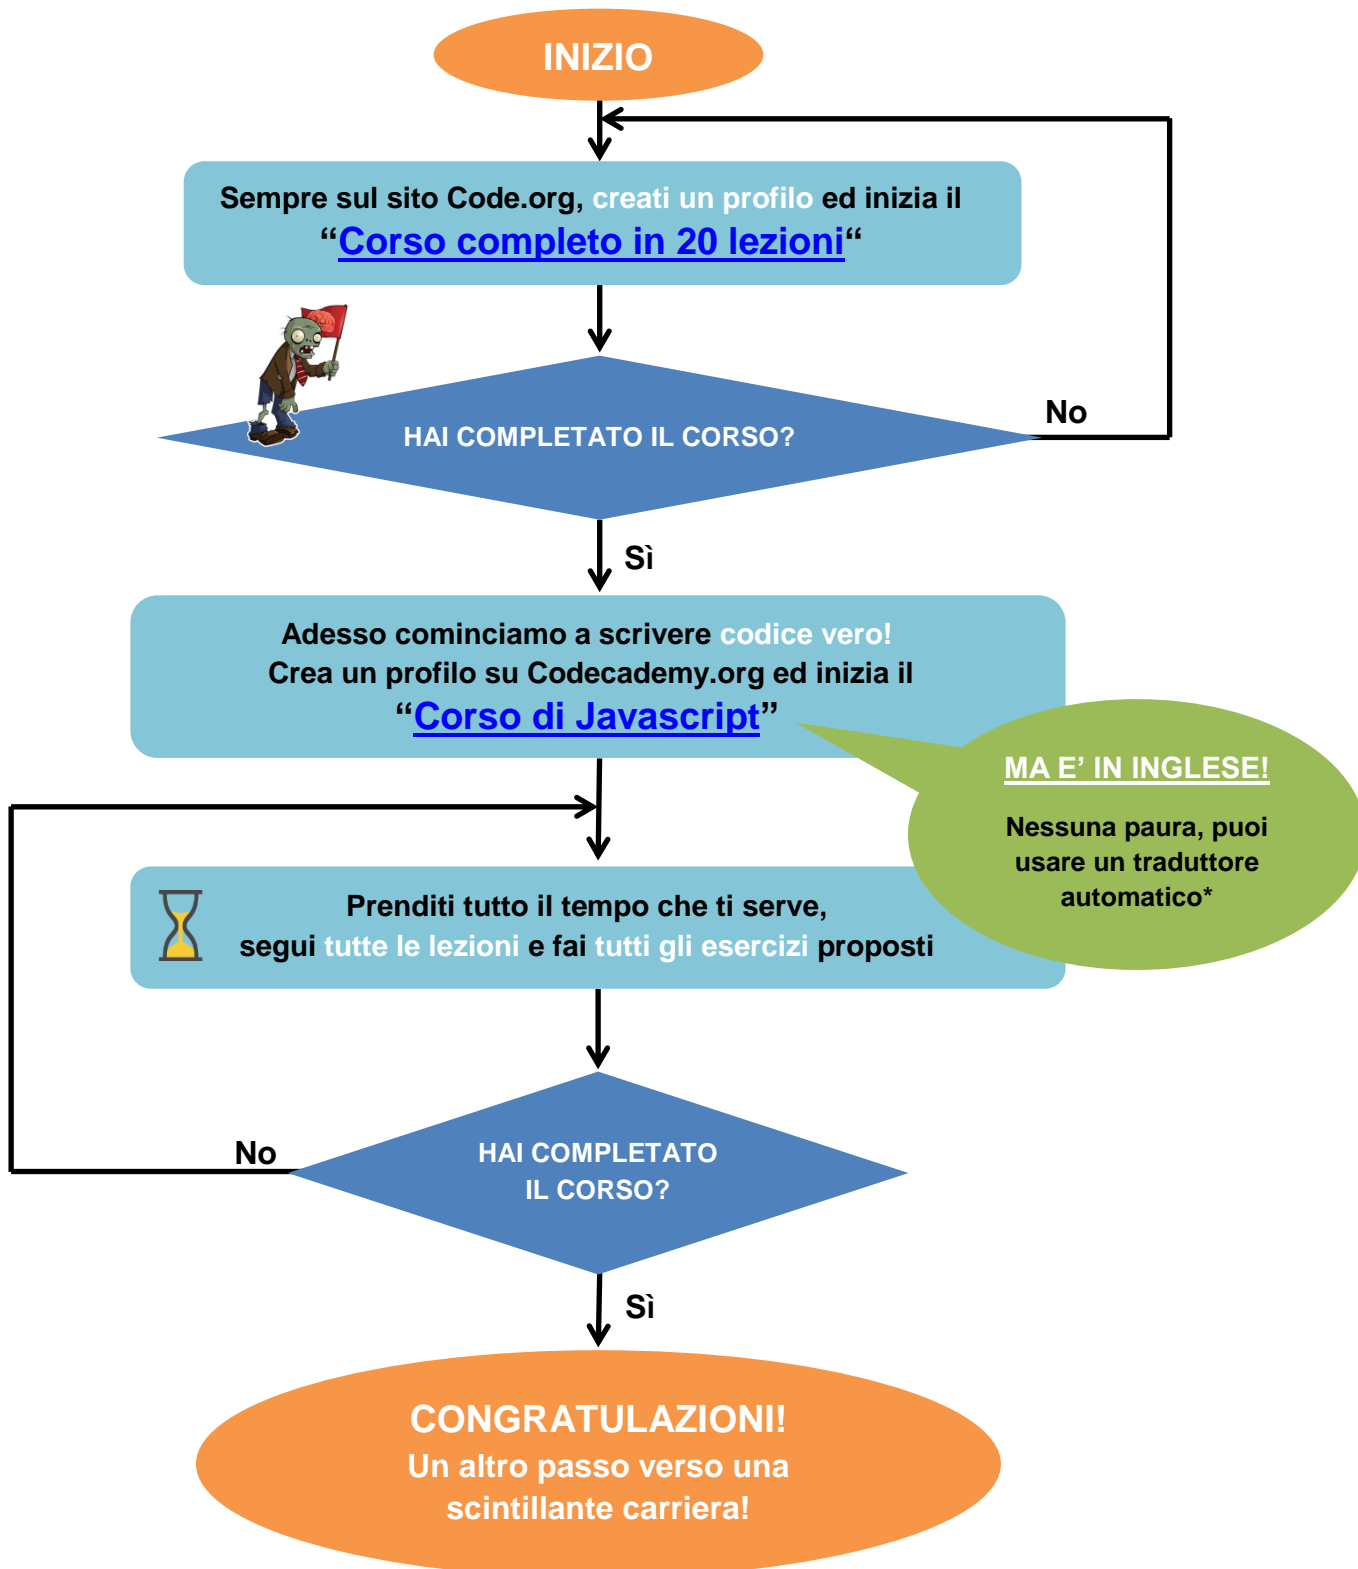 INIZIO
Sempre sul sito Code.org, creati un profilo ed inizia il
“Corso completo in 20 lezioni“
HAI COMPLETATO IL CORSO?
No
Sì
Adesso cominciamo a scrivere codice vero!
Crea un profilo su Codecademy.org ed inizia il
“Corso di Javascript”
MA E’ IN INGLESE!
Nessuna paura, puoi
usare un traduttore
automatico*
Prenditi tutto il tempo che ti serve,
segui tutte le lezioni e fai tutti gli esercizi proposti
No
HAI COMPLETATO
IL CORSO?
Sì
CONGRATULAZIONI!
Un altro passo verso una
scintillante carriera!